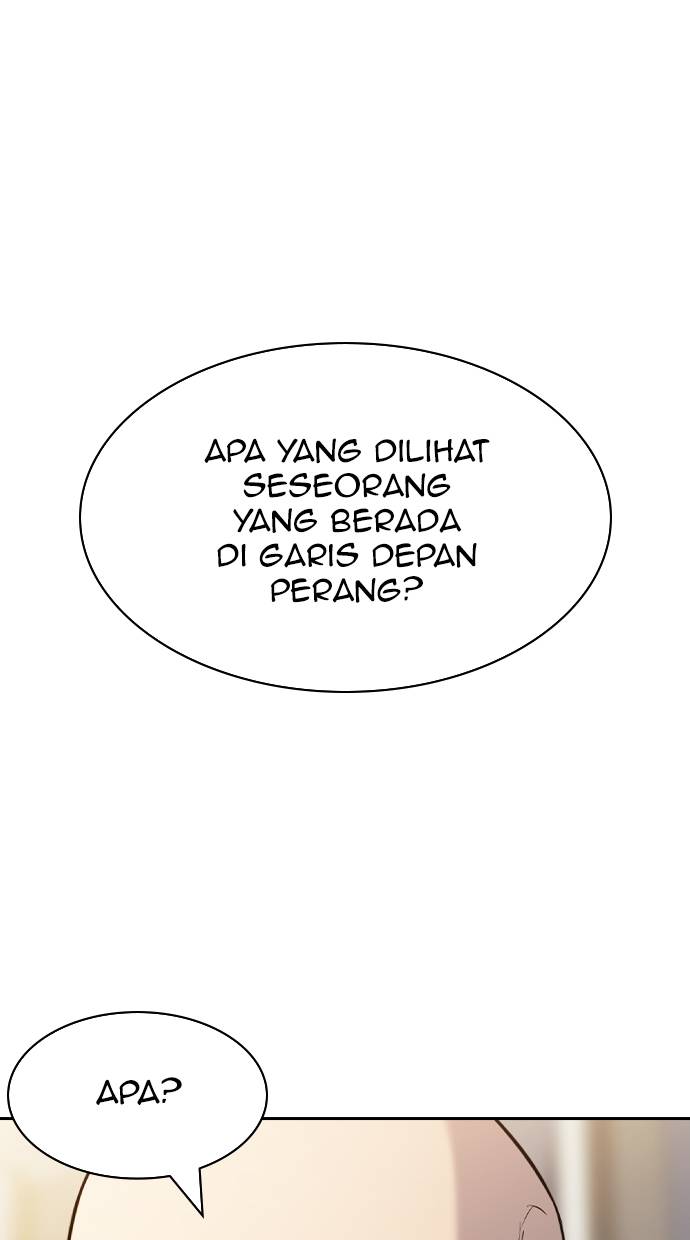 APA YANG DILIHAT
SESEORANG
YANG BERADA
DI GARIS DEPAN
PERANG?
APA?